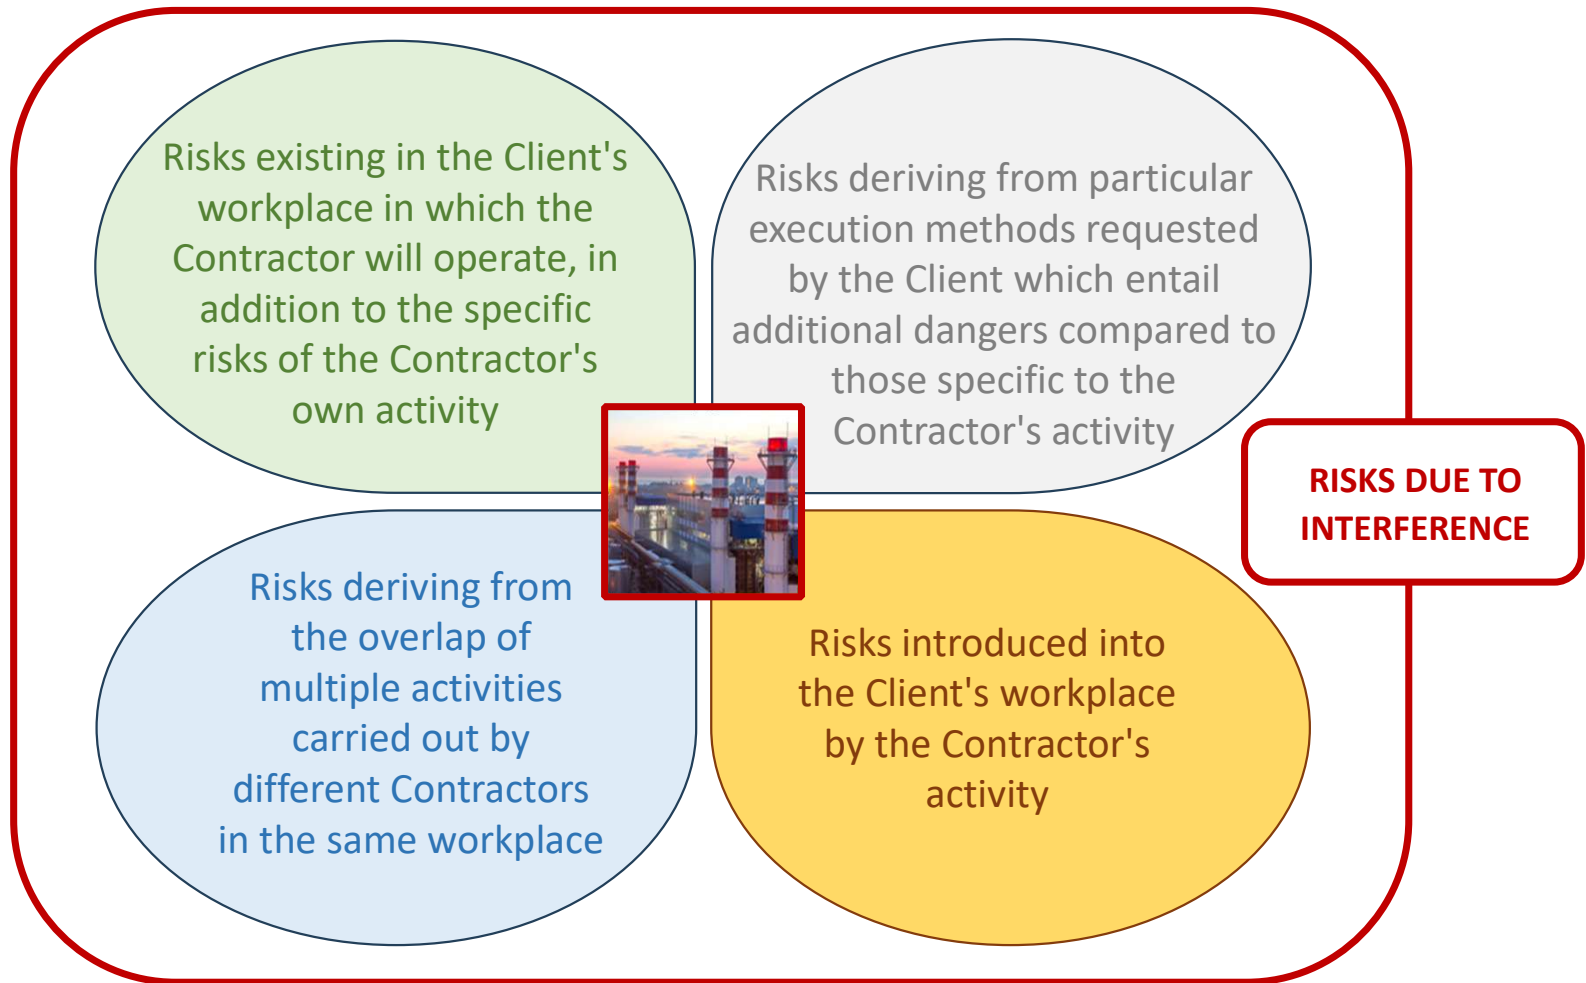 Risks existing in the Client's
workplace in which the
Contractor will operate, in
addition to the specific
risks of the Contractor's
own activity
Risks deriving from particular
execution methods requested
by the Client which entail
additional dangers compared to
those specific to the
Contractor's activity
RISKS DUE TO
INTERFERENCE
Risks deriving from
the overlap of
multiple activities
carried out by
different Contractors
in the same workplace
Risks introduced into
the Client's workplace
by the Contractor's
activity